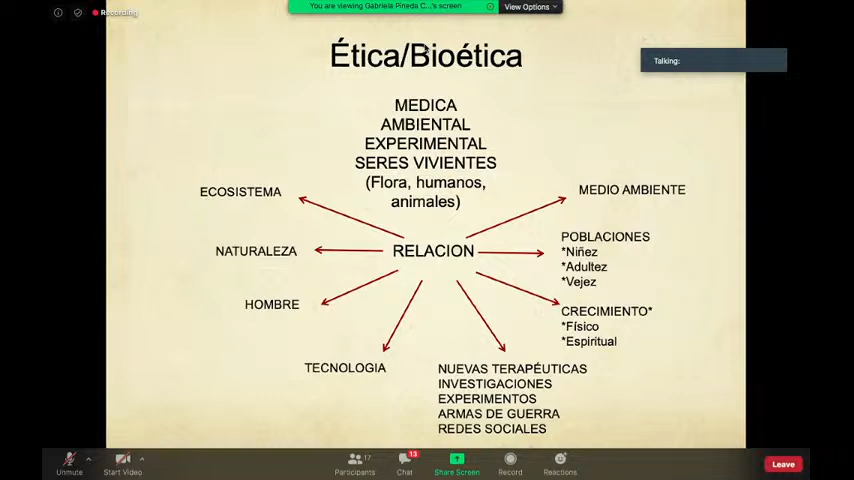 Recording
You are viewing Gabriela Pineda C...'s screen
View Options
Ética/Bioética
Talking:
MEDICA
AMBIENTAL
EXPERIMENTAL
SERES VIVIENTES
(Flora, humanos,
animales)
ECOSISTEMA
MEDIO AMBIENTE
NATURALEZA
RELACION
POBLACIONES
*Niñez
*Adultez
*Vejez
HOMBRE
CRECIMIENTO*
*Físico
*Espiritual
TECNOLOGIA
NUEVAS TERAPÉUTICAS
INVESTIGACIONES
EXPERIMENTOS
ARMAS DE GUERRA
REDES SOCIALES
Unmute
Start Video
17
Participants
13
Chat
Share Screen
Record
Reactions
Leave